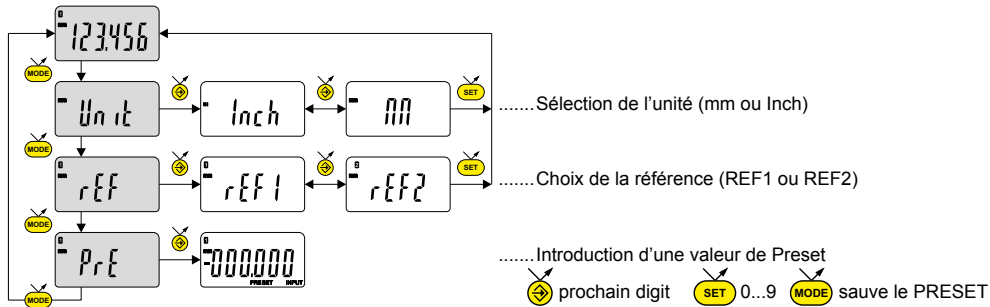 123.456
MODE
Unit
Inch
IN
mm
SET
.......Sélection de l'unité (mm ou Inch)
MODE
rEF
rEF1
rEF2
SET
.......Choix de la référence (REF1 ou REF2)
MODE
PrE
-000.000
PRESET INPUT
.......Introduction d'une valeur de Preset
prochain digit SET 0...9 MODE sauve le PRESET
MODE